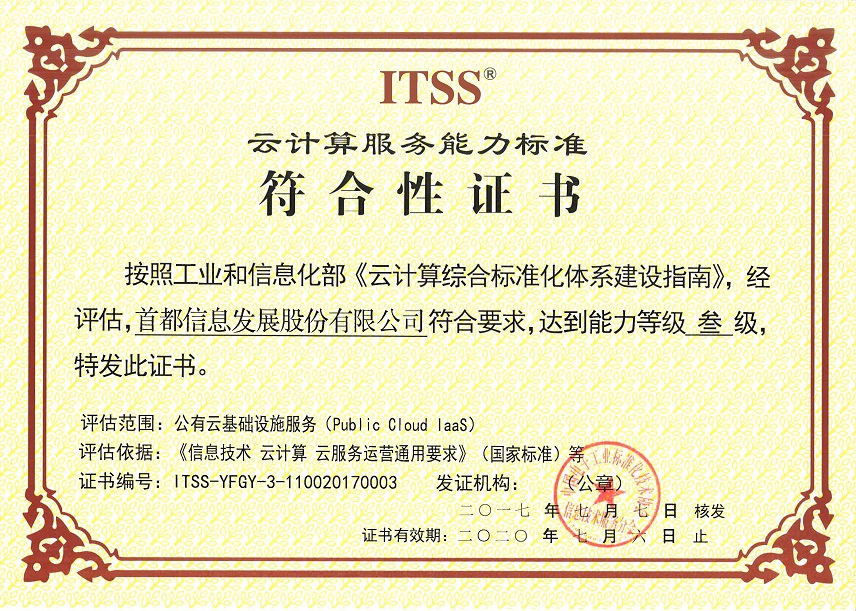 ITSS®
云计算服务能力标准
符合性证书
按照工业和信息化部《云计算综合标准化体系建设指南》，经
评估，首都信息发展股份有限公司符合要求，达到能力等级 叁 级，
特发此证书。
评估范围：公有云基础设施服务（Public Cloud IaaS）
评估依据：《信息技术 云计算 云服务运营通用要求》（国家标准）等
证书编号：ITSS-YFGY-3-110020170003 发证机构： （公章）
二〇一七 年 七 月 七 日 核发
证书有效期：二〇二〇 年 七 月 六 日 止